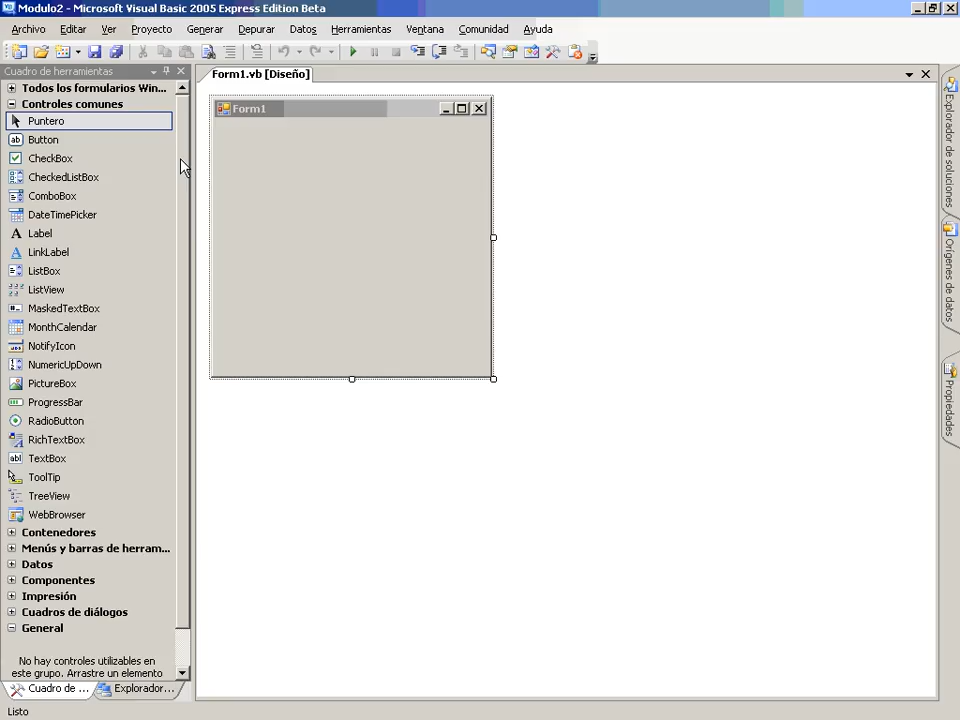 Modulo2 - Microsoft Visual Basic 2005 Express Edition Beta
Archivo Editar Ver Proyecto Generar Depurar Datos Herramientas Ventana Comunidad Ayuda
Cuadro de herramientas
Form1.vb [Diseño]
Todos los formularios Win...
Controles comunes
Form1
Puntero
Button
CheckBox
CheckedListBox
ComboBox
DateTimePicker
Label
LinkLabel
ListBox
ListView
MaskedTextBox
MonthCalendar
NotifyIcon
NumericUpDown
PictureBox
ProgressBar
RadioButton
RichTextBox
TextBox
ToolTip
TreeView
WebBrowser
Contenedores
Menús y barras de herram...
Datos
Componentes
Impresión
Cuadros de diálogos
General
No hay controles utilizables en
este grupo. Arrastre un elemento
Cuadro de ... Explorador...
Listo
Explorador de soluciones
Orígenes de datos
Propiedades